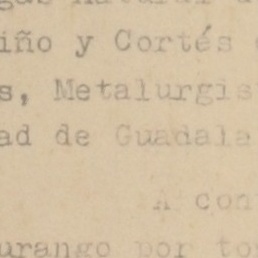 iño y Cortés
s, Metalurgis
ad de Guadala
A con
urango por to